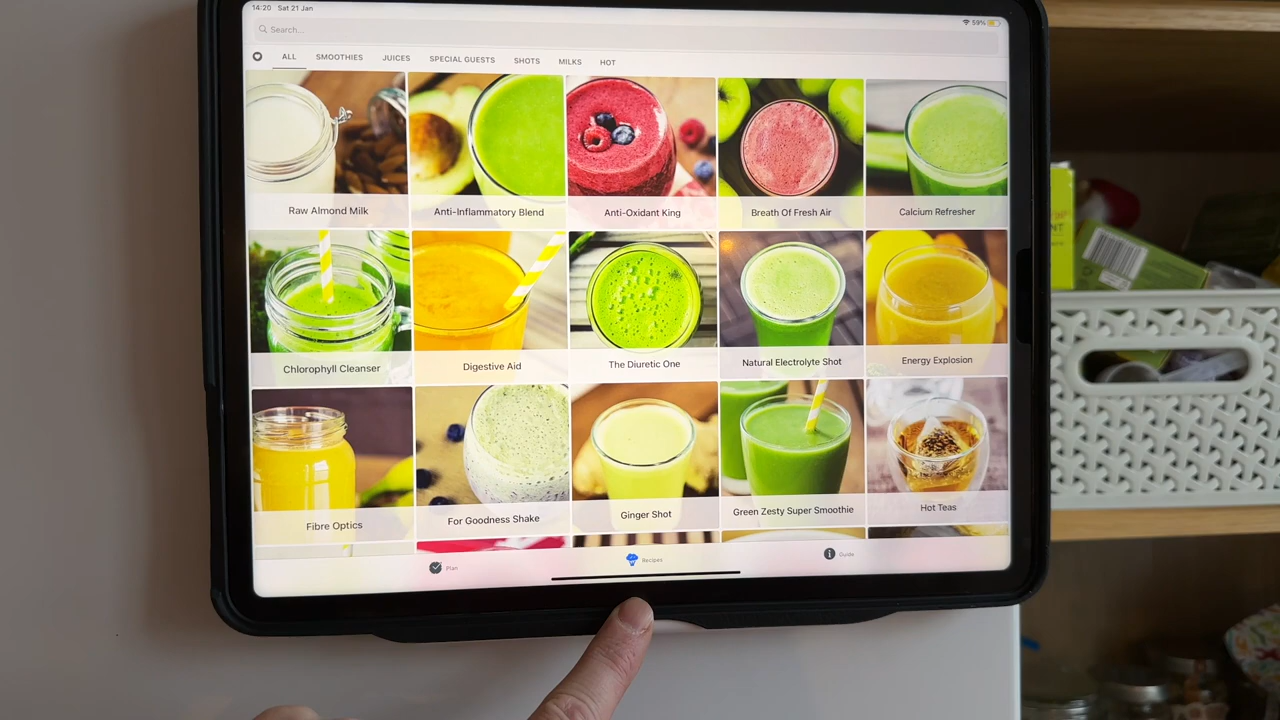 14:20 Sat 21 Jan
59%
Search...
ALL SMOOTHIES JUICES SPECIAL GUESTS SHOTS MILKS HOT
Raw Almond Milk
Anti-Inflammatory Blend
Anti-Oxidant King
Breath Of Fresh Air
Calcium Refresher
Chlorophyll Cleanser
Digestive Aid
The Diuretic One
Natural Electrolyte Shot
Energy Explosion
Fibre Optics
For Goodness Shake
Ginger Shot
Green Zesty Super Smoothie
Hot Teas
Plan
Recipes
Guide